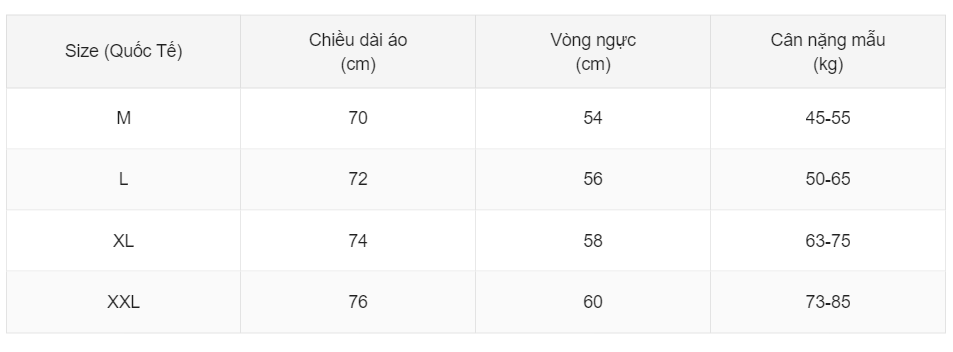 Size (Quốc Tế) Chiều dài áo (cm) Vòng ngực (cm) Cân nặng mẫu (kg)
M 70 54 45-55
L 72 56 50-65
XL 74 58 63-75
XXL 76 60 73-85